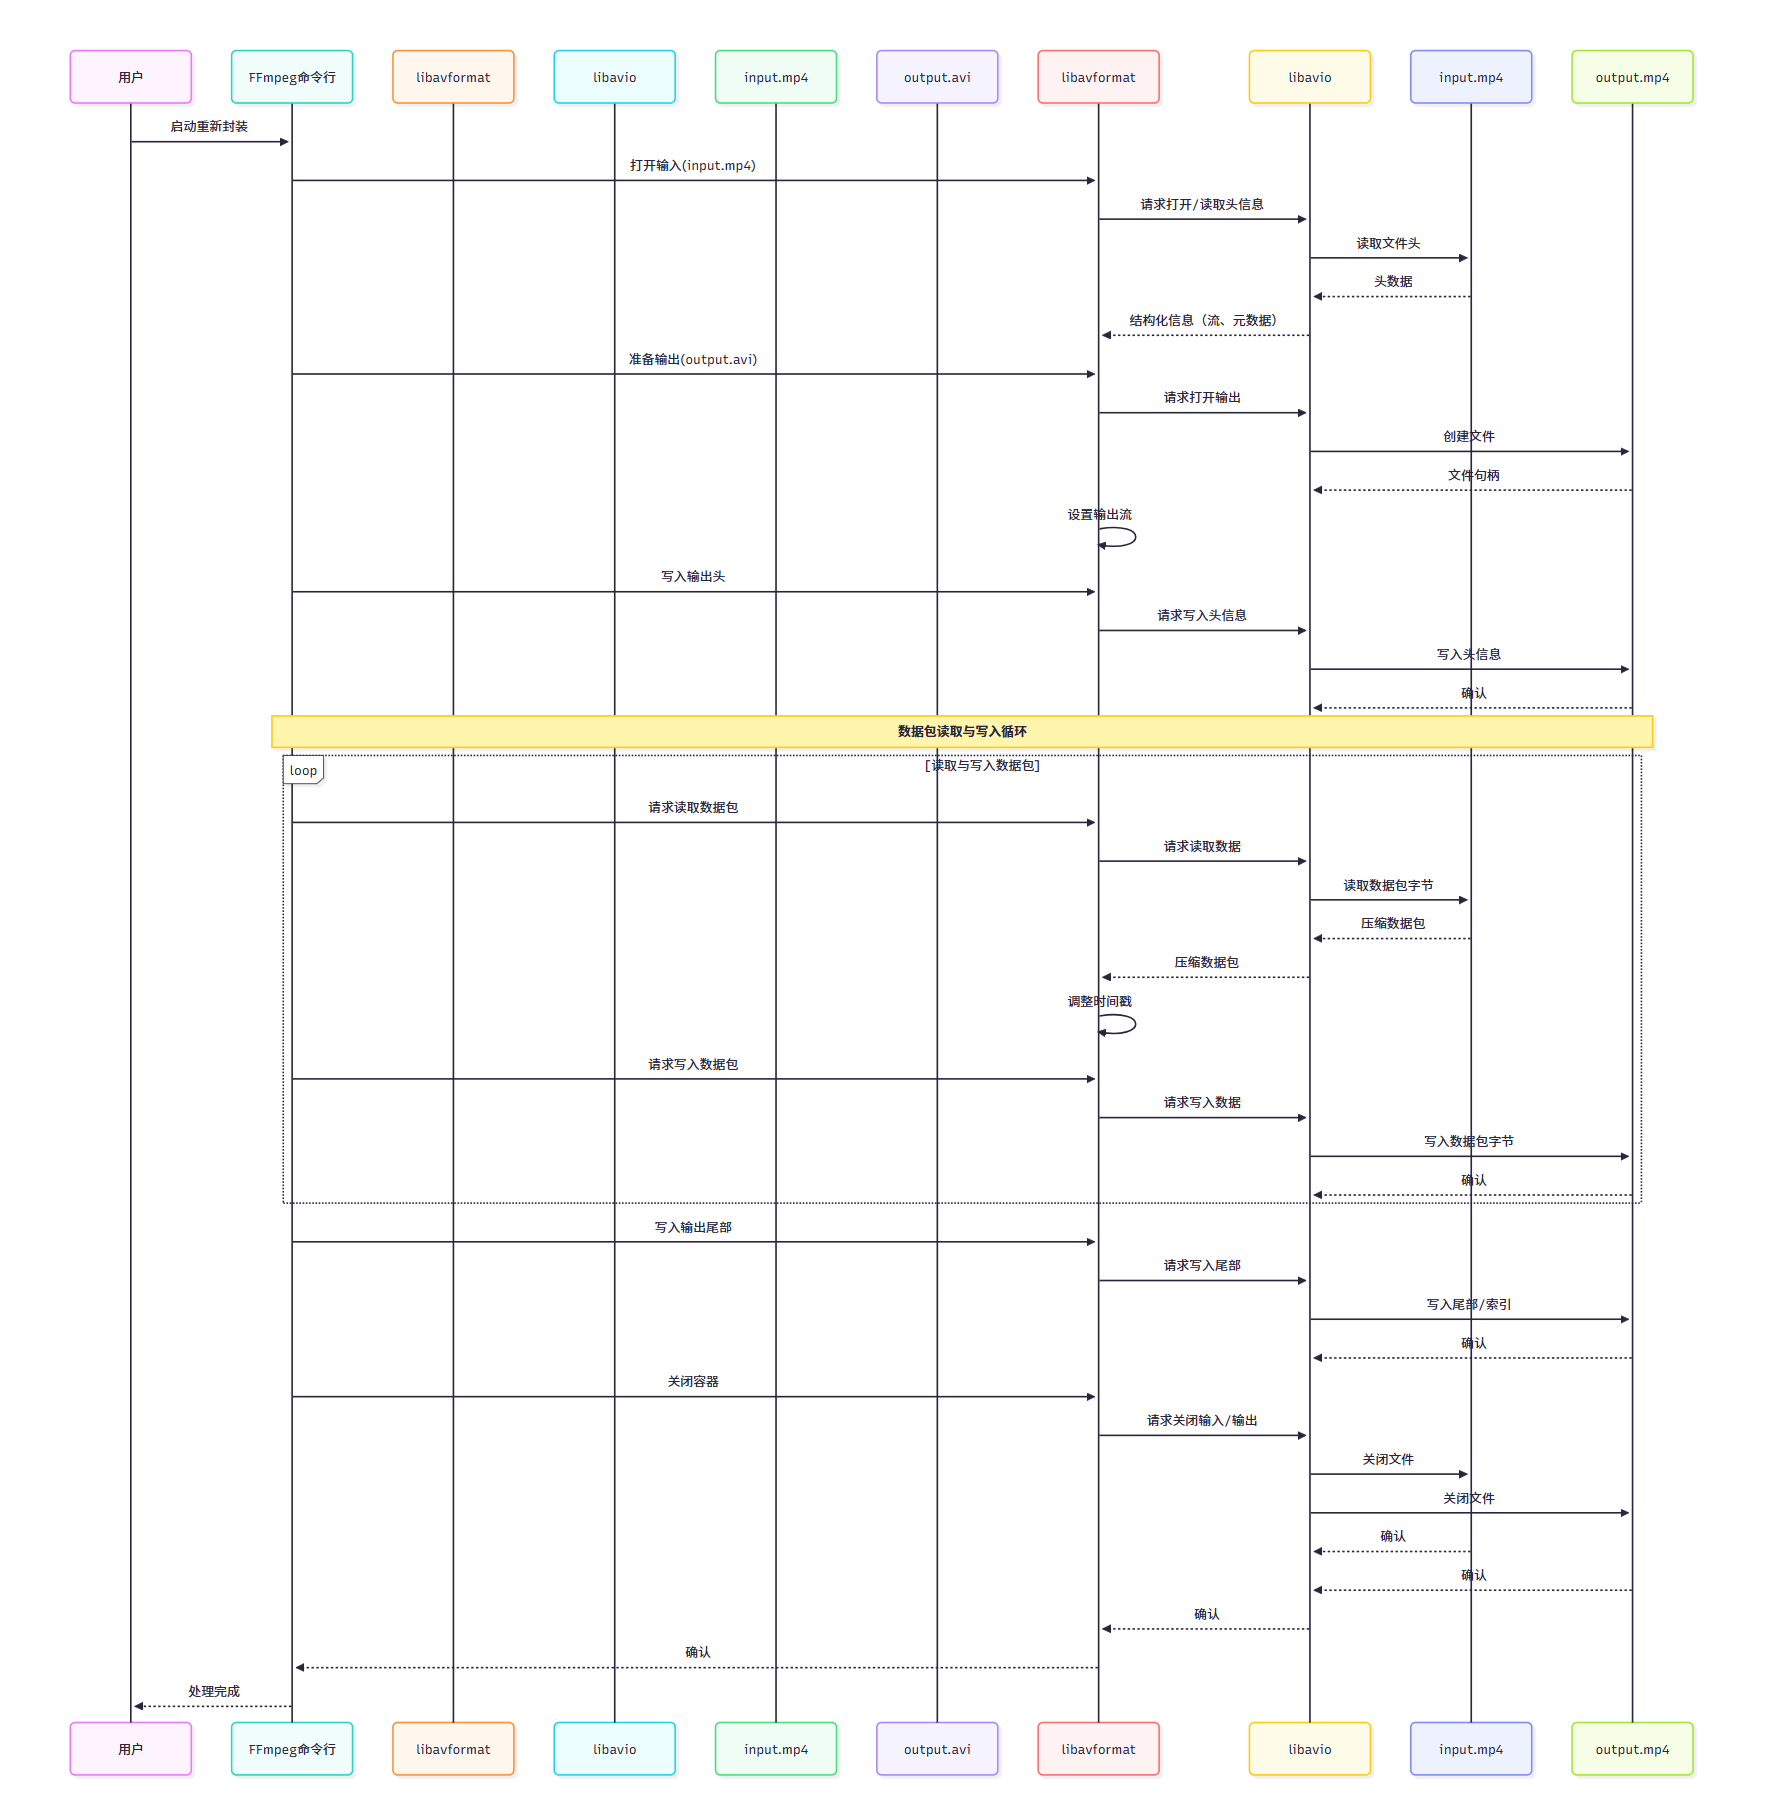 用户
FFmpeg命令行
libavformat
libavio
input.mp4
output.avi
libavformat
libavio
input.mp4
output.mp4
启动重新封装
打开输入(input.mp4)
请求打开/读取头信息
读取文件头
头数据
结构化信息（流、元数据）
准备输出(output.avi)
请求打开输出
创建文件
文件句柄
设置输出流
写入输出头
请求写入头信息
写入头信息
确认
数据包读取与写入循环
loop
[读取与写入数据包]
请求读取数据包
请求读取数据
读取数据包字节
压缩数据包
压缩数据包
调整时间戳
请求写入数据包
请求写入数据
写入数据包字节
确认
写入输出尾部
请求写入尾部
写入尾部/索引
确认
关闭容器
请求关闭输入/输出
关闭文件
关闭文件
确认
确认
确认
确认
处理完成
用户
FFmpeg命令行
libavformat
libavio
input.mp4
output.avi
libavformat
libavio
input.mp4
output.mp4